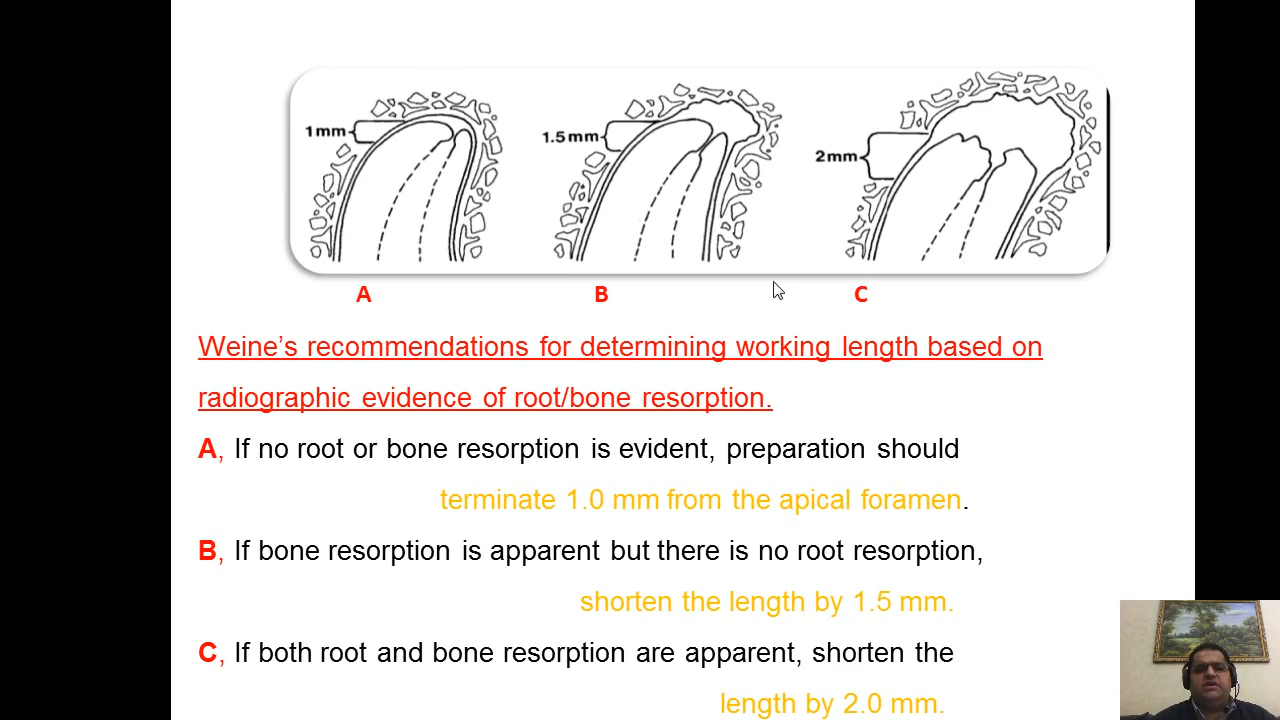 1mm
1.5mm
2mm
A
B
C
Weine’s recommendations for determining working length based on
radiographic evidence of root/bone resorption.
A, If no root or bone resorption is evident, preparation should
terminate 1.0 mm from the apical foramen.
B, If bone resorption is apparent but there is no root resorption,
shorten the length by 1.5 mm.
C, If both root and bone resorption are apparent, shorten the
length by 2.0 mm.